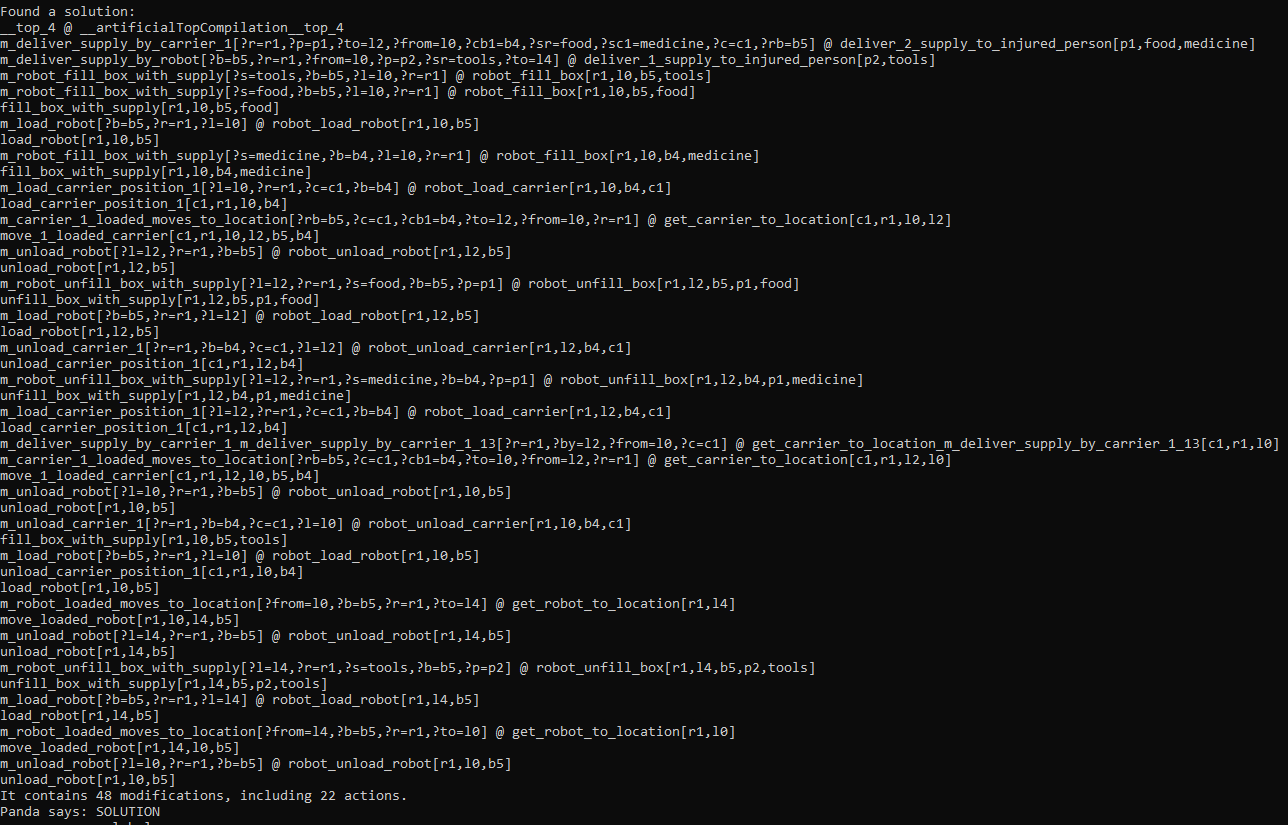 Found a solution:
__top_4 @ __artificialTopCompilation__top_4
m_deliver_supply_by_carrier_1[?r=r1,?p=p1,?to=l2,?from=l0,?cb1=b4,?sr=food,?sc1=medicine,?c=c1,?rb=b5] @ deliver_2_supply_to_injured_person[p1,food,medicine]
m_deliver_supply_by_robot[?b=b5,?r=r1,?from=l0,?p=p2,?sr=tools,?to=l4] @ deliver_1_supply_to_injured_person[p2,tools]
m_robot_fill_box_with_supply[?s=tools,?b=b5,?l=l0,?r=r1] @ robot_fill_box[r1,l0,b5,tools]
m_robot_fill_box_with_supply[?s=food,?b=b5,?l=l0,?r=r1] @ robot_fill_box[r1,l0,b5,food]
fill_box_with_supply[r1,l0,b5,food]
m_load_robot[?b=b5,?r=r1,?l=l0] @ robot_load_robot[r1,l0,b5]
load_robot[r1,l0,b5]
m_robot_fill_box_with_supply[?s=medicine,?b=b4,?l=l0,?r=r1] @ robot_fill_box[r1,l0,b4,medicine]
fill_box_with_supply[r1,l0,b4,medicine]
m_load_carrier_position_1[?l=l0,?r=r1,?c=c1,?b=b4] @ robot_load_carrier[r1,l0,b4,c1]
load_carrier_position_1[c1,r1,l0,b4]
m_carrier_1_loaded_moves_to_location[?rb=b5,?c=c1,?cb1=b4,?to=l2,?from=l0,?r=r1] @ get_carrier_to_location[c1,r1,l0,l2]
move_1_loaded_carrier[c1,r1,l0,l2,b5,b4]
m_unload_robot[?l=l2,?r=r1,?b=b5] @ robot_unload_robot[r1,l2,b5]
unload_robot[r1,l2,b5]
m_robot_unfill_box_with_supply[?l=l2,?r=r1,?s=food,?b=b5,?p=p1] @ robot_unfill_box[r1,l2,b5,p1,food]
unfill_box_with_supply[r1,l2,b5,p1,food]
m_load_robot[?b=b5,?r=r1,?l=l2] @ robot_load_robot[r1,l2,b5]
load_robot[r1,l2,b5]
m_unload_carrier_1[?r=r1,?b=b4,?c=c1,?l=l2] @ robot_unload_carrier[r1,l2,b4,c1]
unload_carrier_position_1[c1,r1,l2,b4]
m_robot_unfill_box_with_supply[?l=l2,?r=r1,?s=medicine,?b=b4,?p=p1] @ robot_unfill_box[r1,l2,b4,p1,medicine]
unfill_box_with_supply[r1,l2,b4,p1,medicine]
m_load_carrier_position_1[?l=l2,?r=r1,?c=c1,?b=b4] @ robot_load_carrier[r1,l2,b4,c1]
load_carrier_position_1[c1,r1,l2,b4]
m_deliver_supply_by_carrier_1_m_deliver_supply_by_carrier_1_13[?r=r1,?by=l2,?from=l0,?c=c1] @ get_carrier_to_location_m_deliver_supply_by_carrier_1_13[c1,r1,l0]
m_carrier_1_loaded_moves_to_location[?rb=b5,?c=c1,?cb1=b4,?to=l0,?from=l2,?r=r1] @ get_carrier_to_location[c1,r1,l2,l0]
move_1_loaded_carrier[c1,r1,l2,l0,b5,b4]
m_unload_robot[?l=l0,?r=r1,?b=b5] @ robot_unload_robot[r1,l0,b5]
unload_robot[r1,l0,b5]
m_unload_carrier_1[?r=r1,?b=b4,?c=c1,?l=l0] @ robot_unload_carrier[r1,l0,b4,c1]
fill_box_with_supply[r1,l0,b5,tools]
m_load_robot[?b=b5,?r=r1,?l=l0] @ robot_load_robot[r1,l0,b5]
unload_carrier_position_1[c1,r1,l0,b4]
load_robot[r1,l0,b5]
m_robot_loaded_moves_to_location[?from=l0,?b=b5,?r=r1,?to=l4] @ get_robot_to_location[r1,l4]
move_loaded_robot[r1,l0,l4,b5]
m_unload_robot[?l=l4,?r=r1,?b=b5] @ robot_unload_robot[r1,l4,b5]
unload_robot[r1,l4,b5]
m_robot_unfill_box_with_supply[?l=l4,?r=r1,?s=tools,?b=b5,?p=p2] @ robot_unfill_box[r1,l4,b5,p2,tools]
unfill_box_with_supply[r1,l4,b5,p2,tools]
m_load_robot[?b=b5,?r=r1,?l=l4] @ robot_load_robot[r1,l4,b5]
load_robot[r1,l4,b5]
m_robot_loaded_moves_to_location[?from=l4,?b=b5,?r=r1,?to=l0] @ get_robot_to_location[r1,l0]
move_loaded_robot[r1,l4,l0,b5]
m_unload_robot[?l=l0,?r=r1,?b=b5] @ robot_unload_robot[r1,l0,b5]
unload_robot[r1,l0,b5]
It contains 48 modifications, including 22 actions.
Panda says: SOLUTION